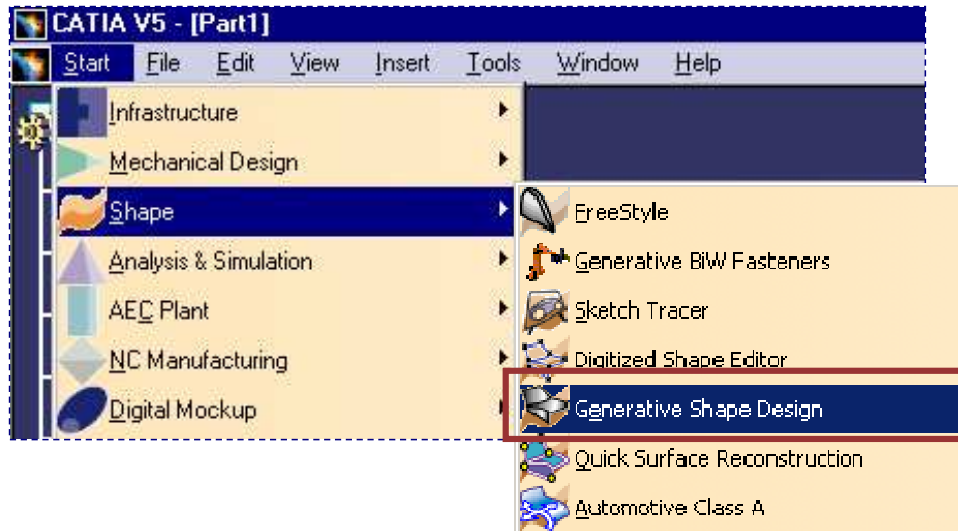 CATIA V5 - [Part1]
Start File Edit View Insert Tools Window Help
Infrastructure
Mechanical Design
Shape
Analysis & Simulation
AEC Plant
NC Manufacturing
Digital Mockup
FreeStyle
Generative BiW Fasteners
Sketch Tracer
Digitized Shape Editor
Generative Shape Design
Quick Surface Reconstruction
Automotive Class A